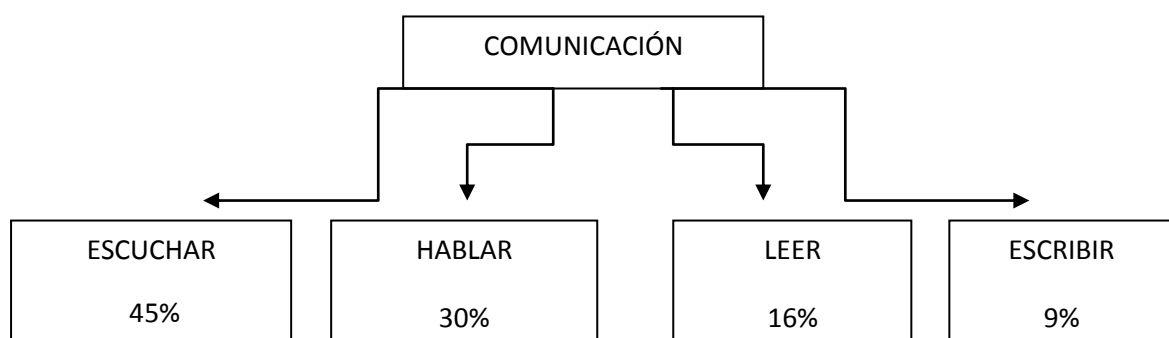 COMUNICACIÓN
ESCUCHAR
45%
HABLAR
30%
LEER
16%
ESCRIBIR
9%